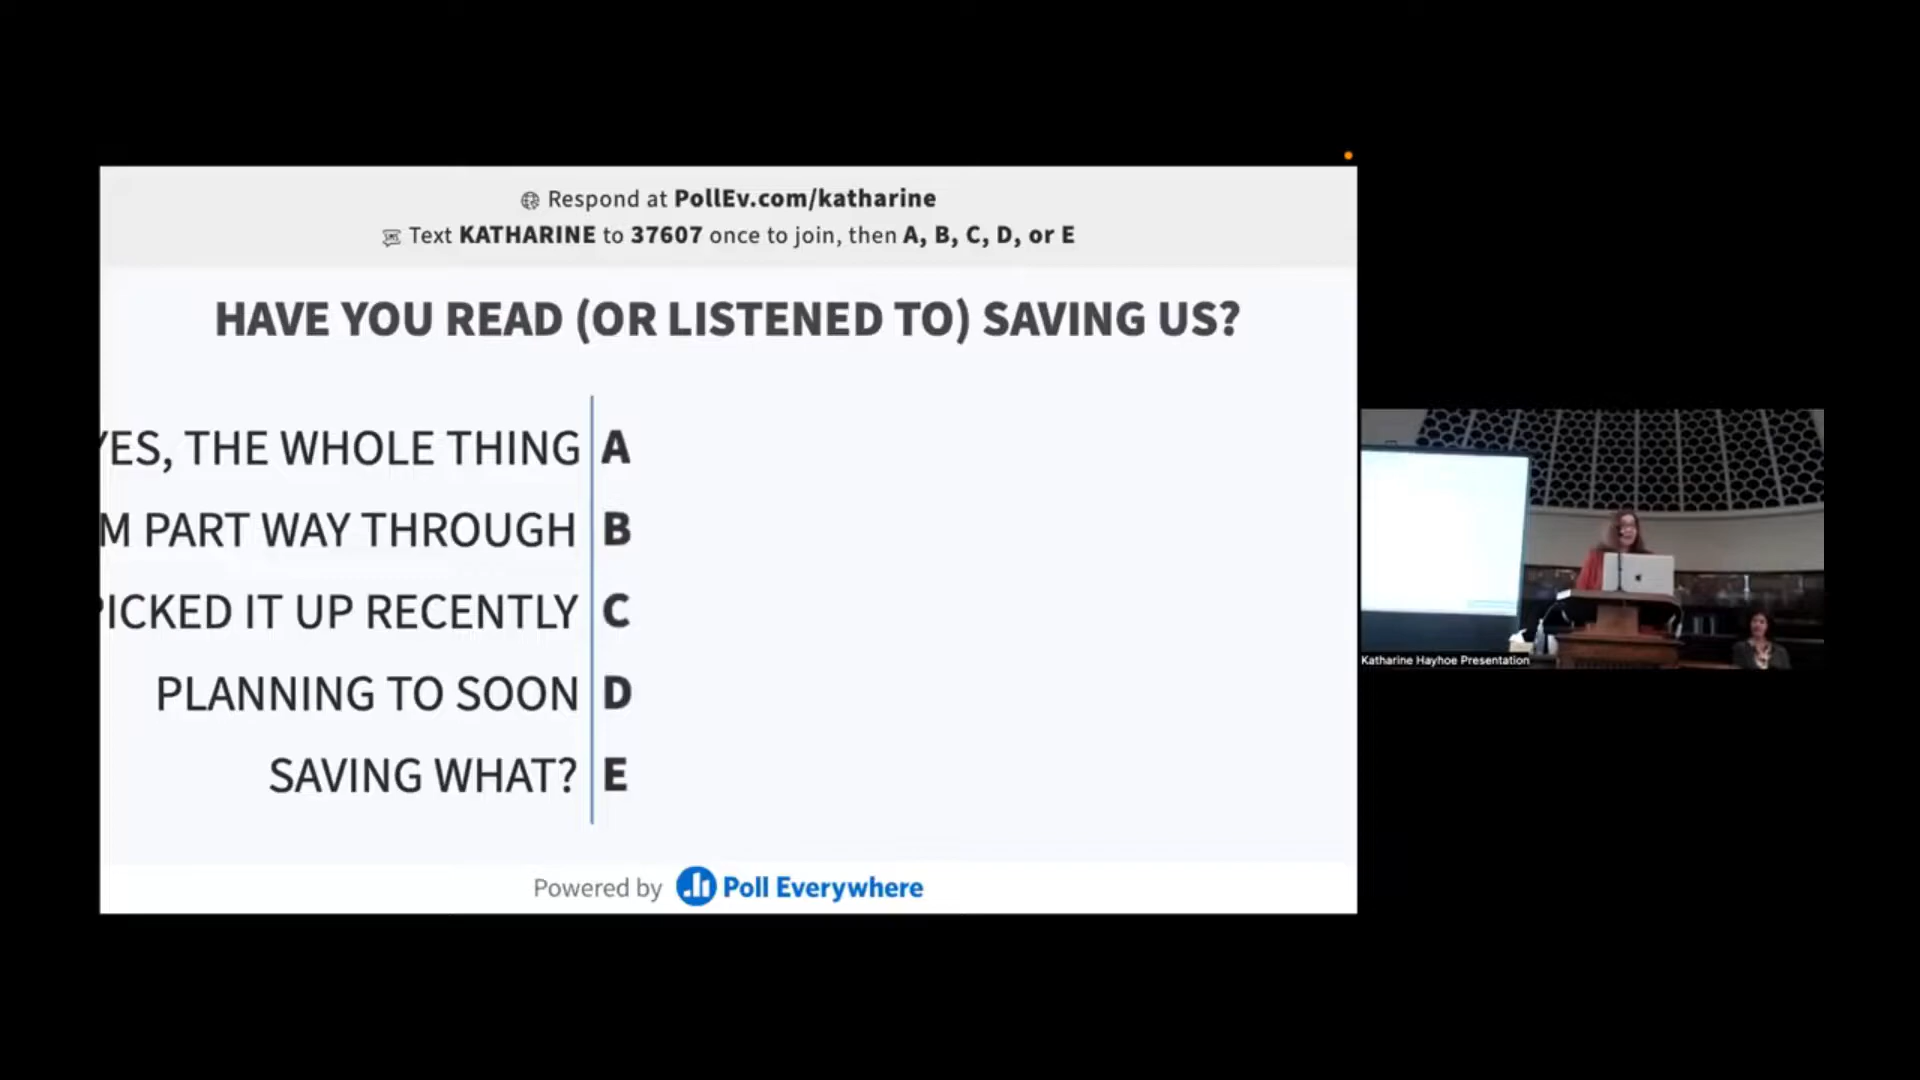 Respond at PollEv.com/katharine
Text KATHARINE to 37607 once to join, then A, B, C, D, or E
HAVE YOU READ (OR LISTENED TO) SAVING US?
YES, THE WHOLE THING A
M PART WAY THROUGH B
PICKED IT UP RECENTLY C
PLANNING TO SOON D
SAVING WHAT? E
Powered by Poll Everywhere
Katharine Hayhoe Presentation